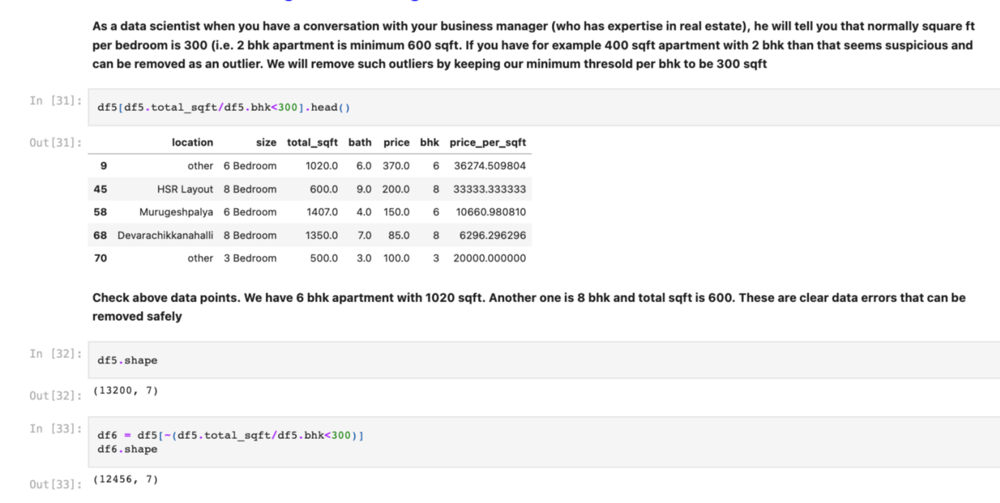 As a data scientist when you have a conversation with your business manager (who has expertise in real estate), he will tell you that normally square ft
per bedroom is 300 (i.e. 2 bhk apartment is minimum 600 sqft. If you have for example 400 sqft apartment with 2 bhk than that seems suspicious and
can be removed as an outlier. We will remove such outliers by keeping our minimum thresold per bhk to be 300 sqft
In [31]: df5[df5.total_sqft/df5.bhk<300].head()
Out[31]: location size total_sqft bath price bhk price_per_sqft
9 other 6 Bedroom 1020.0 6.0 370.0 6 36274.509804
45 HSR Layout 8 Bedroom 600.0 9.0 200.0 8 33333.333333
58 Murugeshpalya 6 Bedroom 1407.0 4.0 150.0 6 10660.980810
68 Devarachikkanahalli 8 Bedroom 1350.0 7.0 85.0 8 6296.296296
70 other 3 Bedroom 500.0 3.0 100.0 3 20000.000000
Check above data points. We have 6 bhk apartment with 1020 sqft. Another one is 8 bhk and total sqft is 600. These are clear data errors that can be
removed safely
In [32]: df5.shape
Out[32]: (13200, 7)
In [33]: df6 = df5[~(df5.total_sqft/df5.bhk<300)]
df6.shape
Out[33]: (12456, 7)